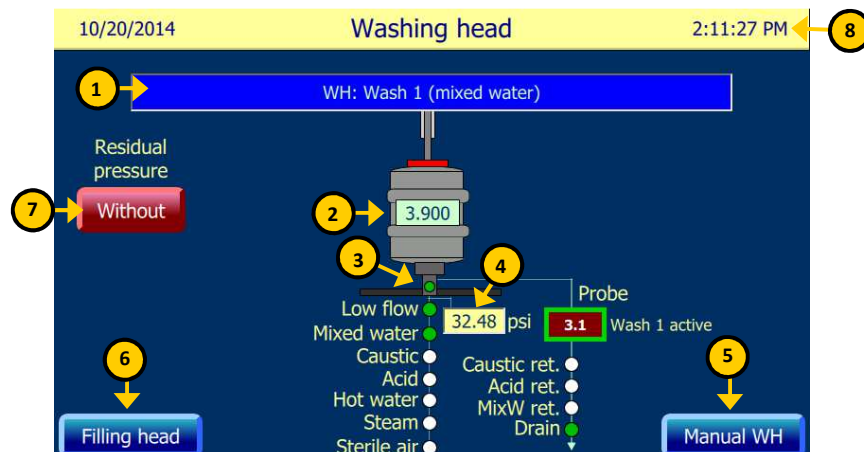 10/20/2014 Washing head 2:11:27 PM 8
1 WH: Wash 1 (mixed water)
Residual
pressure
7 Without
2 3.900
3
4
Probe
Low flow
32.48 psi
3.1 Wash 1 active
Mixed water
Caustic
Caustic ret.
Acid
Acid ret.
Hot water
MixW ret.
Steam
Drain
Sterile air
6
5
Filling head
Manual WH